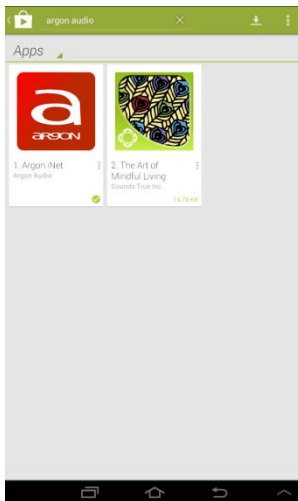 argon audio
Apps
a
ARGON
1. Argon iNet
Argon Audio
2. The Art of
Mindful Living
Sounds True Inc.